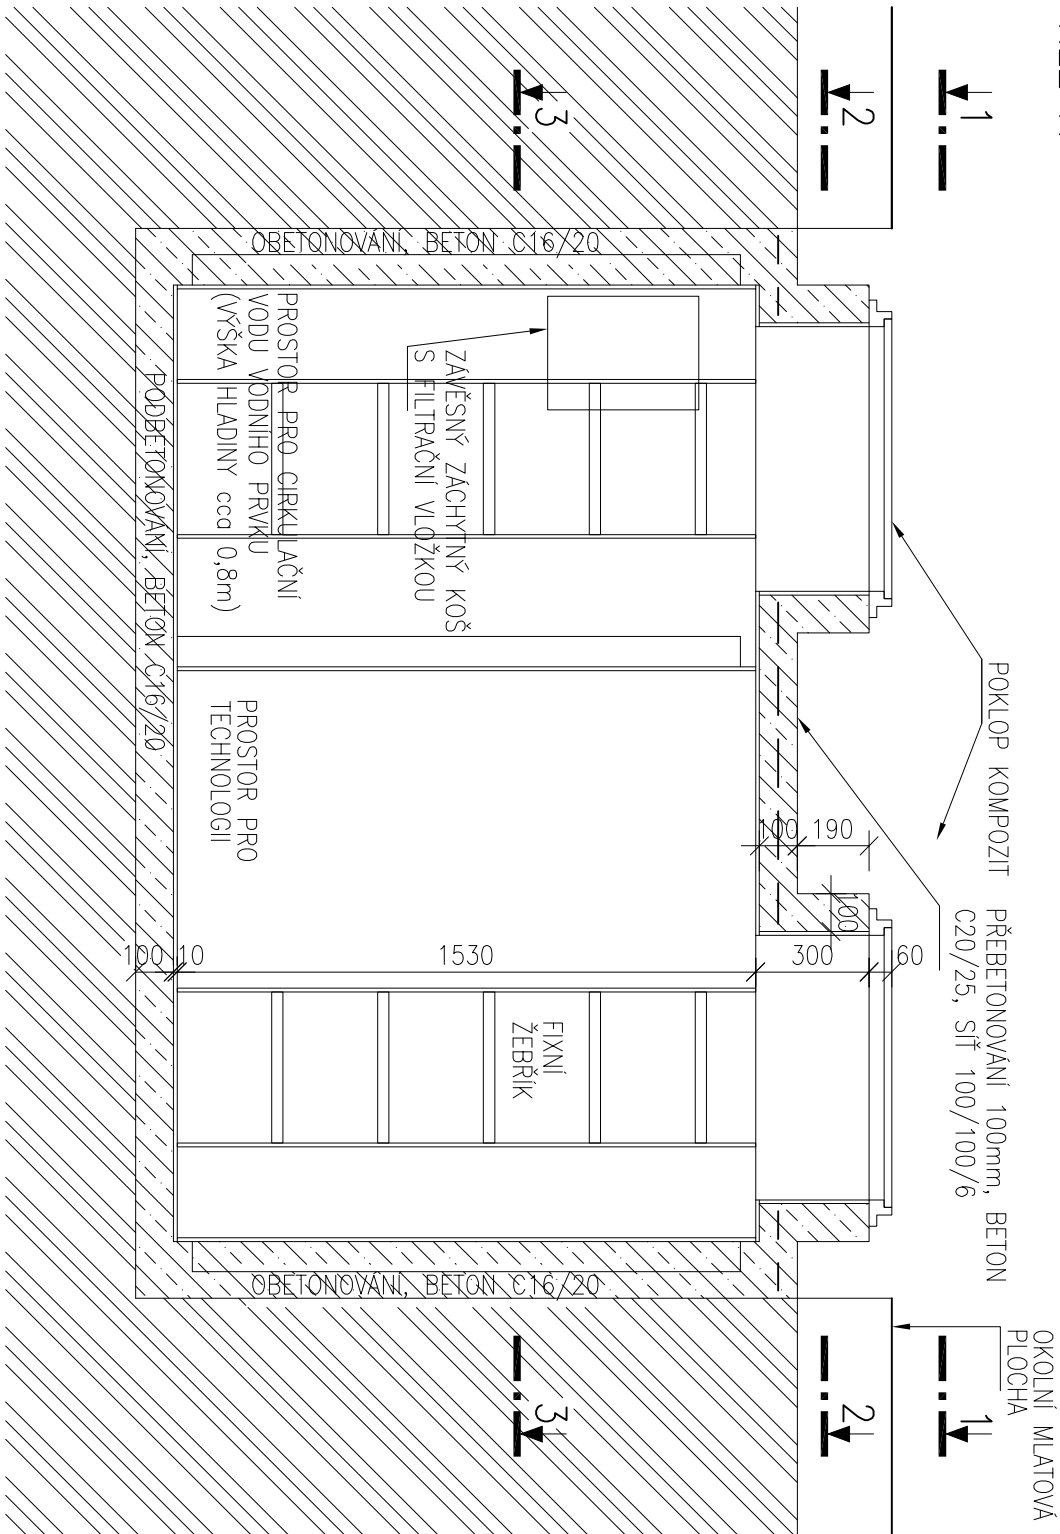 1
2
3
OKOLNÍ MLATOVÁ
PLOCHA
POKLOP KOMPOZIT
PŘEBETONOVÁNÍ 100mm, BETON
C20/25, SÍŤ 100/100/6
100
190
100
60
300
1530
10
100
OBETONOVÁNÍ, BETON C16/20
ZÁVĚSNÝ ZÁCHYTNÝ KOŠ
S FILTRAČNÍ VLOŽKOU
FIXNÍ
ŽEBŘÍK
PROSTOR PRO CIRKULAČNÍ
VODU VODNÍHO PRVKU
(VÝŠKA HLADINY cca 0,8m)
PROSTOR PRO
TECHNOLOGII
OBETONOVÁNÍ, BETON C16/20
PODBETONOVÁNÍ, BETON C16/20
1
2
3